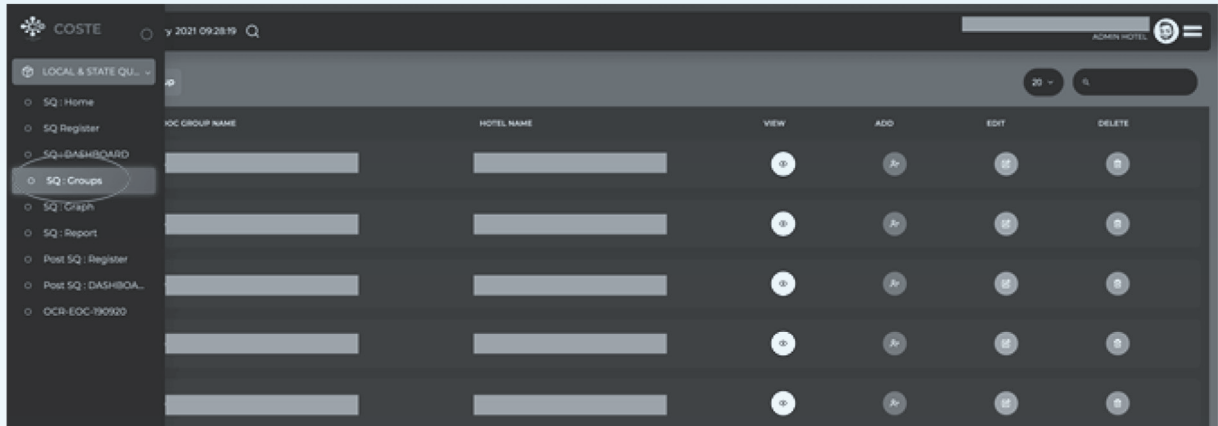 COSTE
y 2021 09:28:19
ADMIN HOTEL
LOCAL & STATE QU...
up
20
SQ : Home
SQ Register
SQ : DASHBOARD
SQ : Groups
SQ : Graph
SQ : Report
Post SQ : Register
Post SQ : DASHBOA...
OCR-EOC-190920
OC GROUP NAME HOTEL NAME VIEW ADD EDIT DELETE